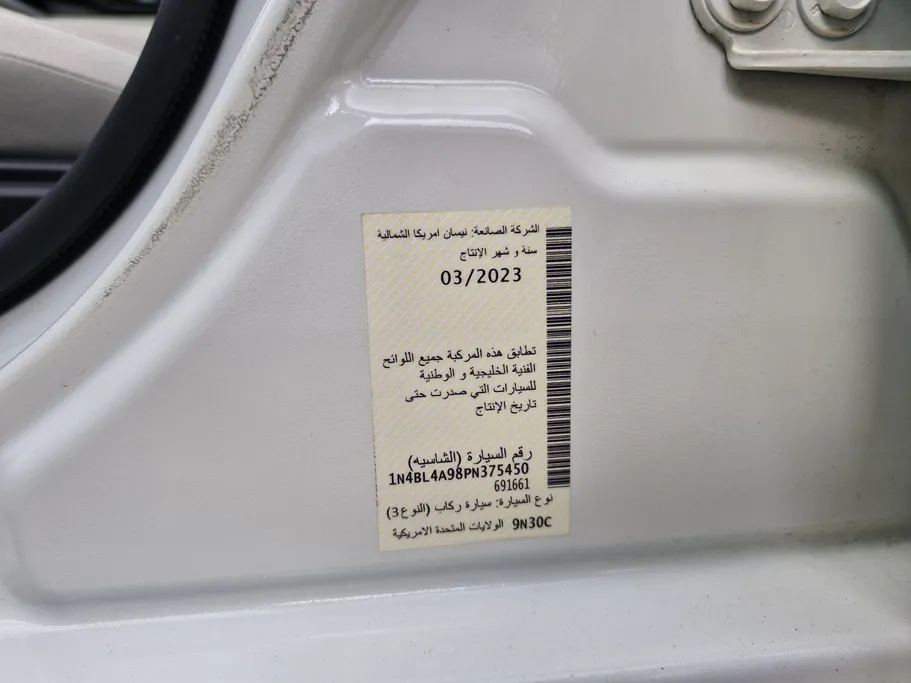 الشركة الصانعة: نيسان امريكا الشمالية
سنة و شهر الإنتاج
03/2023
تطابق هذه المركبة جميع اللوائح
الفنية الخليجية و الوطنية
للسيارات التي صدرت حتى
تاريخ الإنتاج
رقم السيارة (الشاسيه)
1N4BL4A98PN375450
691661
نوع السيارة: سيارة ركاب (النوع3)
9N30C الولايات المتحدة الامريكية